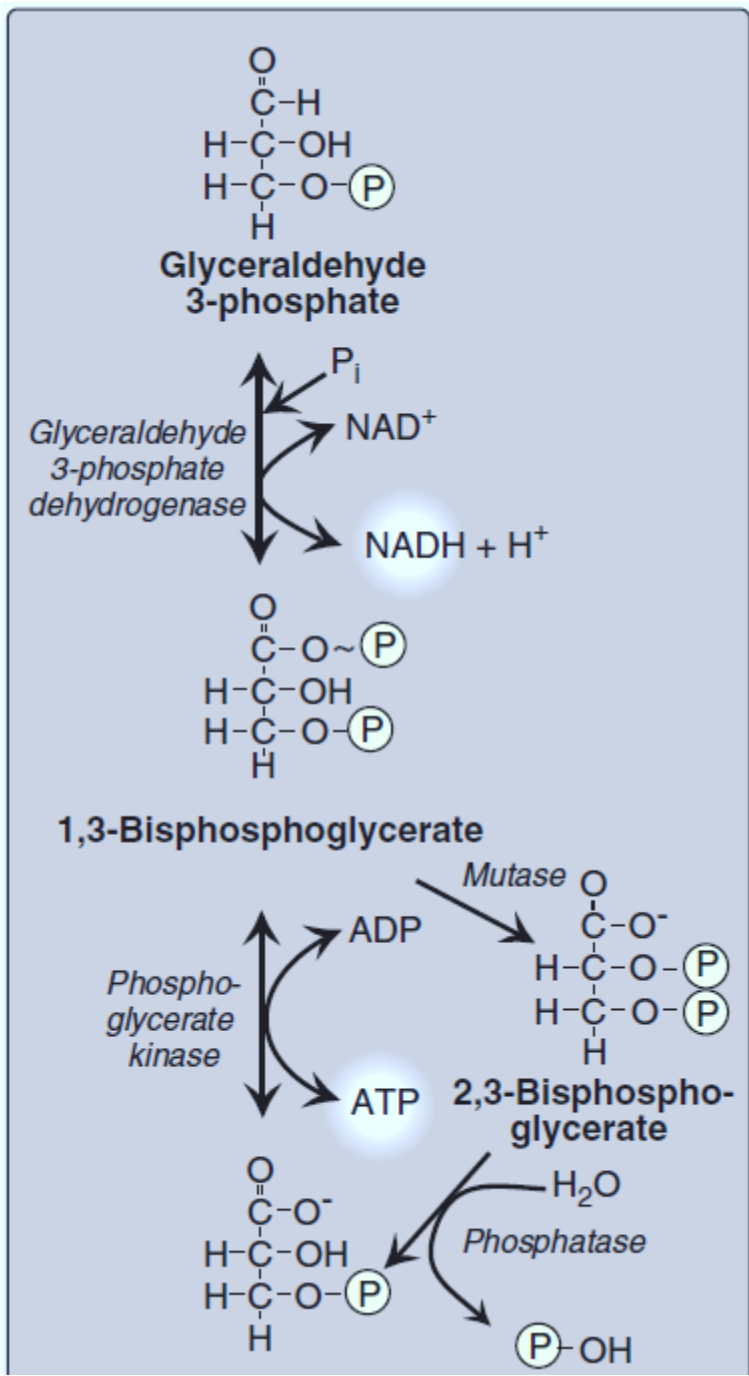 O
C–H
H–C–OH
H–C–O–P
H
Glyceraldehyde
3-phosphate
Pi
Glyceraldehyde
3-phosphate
dehydrogenase
NAD+
NADH + H+
O
C–O~P
H–C–OH
H–C–O–P
H
1,3-Bisphosphoglycerate
Mutase
ADP
Phospho-
glycerate
kinase
ATP
O
C–O-
H–C–O–P
H–C–O–P
H
2,3-Bisphospho-
glycerate
H2O
Phosphatase
P–OH
O
C–O-
H–C–OH
H–C–O–P
H